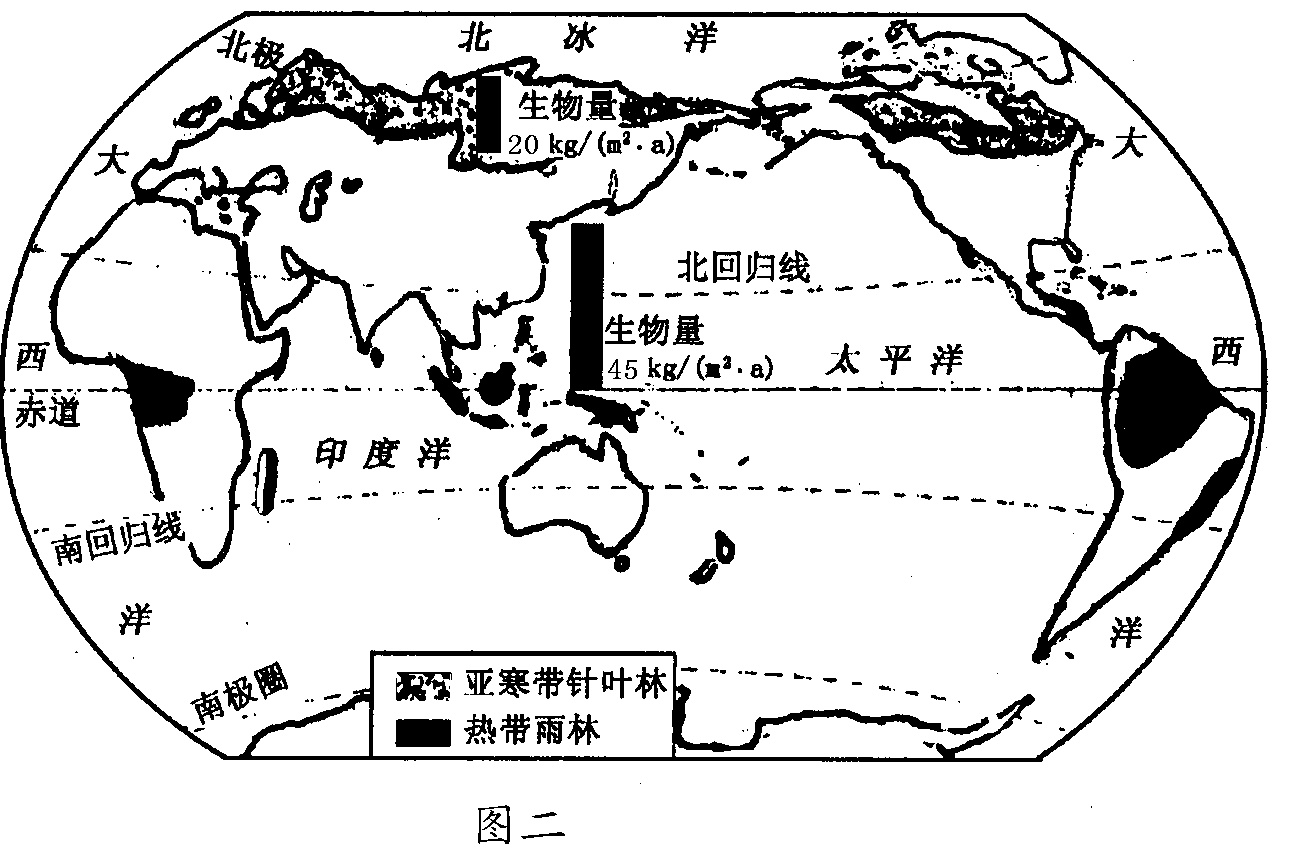 北冰洋
北极
生物量
20 kg/(m²·a)
大
大
北回归线
生物量
45 kg/(m²·a)
太平洋
西
西
赤道
印度洋
南回归线
洋
洋
南极圈
亚寒带针叶林
热带雨林
图二